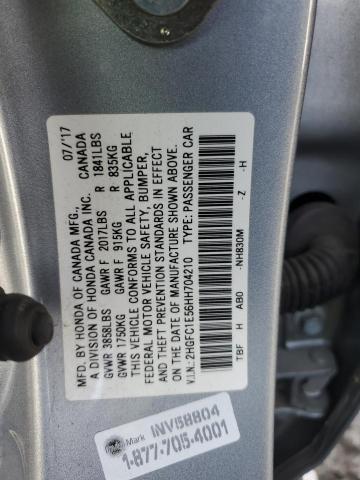 MFD. BY HONDA OF CANADA MFG., 07/17
A DIVISION OF HONDA CANADA INC. CANADA
GVWR 3858LBS GAWR F 2017LBS R 1841LBS
GVWR 1750KG GAWR F 915KG R 835KG
THIS VEHICLE CONFORMS TO ALL APPLICABLE
FEDERAL MOTOR VEHICLE SAFETY, BUMPER,
AND THEFT PREVENTION STANDARDS IN EFFECT
ON THE DATE OF MANUFACTURE SHOWN ABOVE.
V.I.N.: 2HGFC1E56HH704210 TYPE: PASSENGER CAR
TBF H AB0 -NH830M -Z -H
Mark INV58804
1-877-705-4001